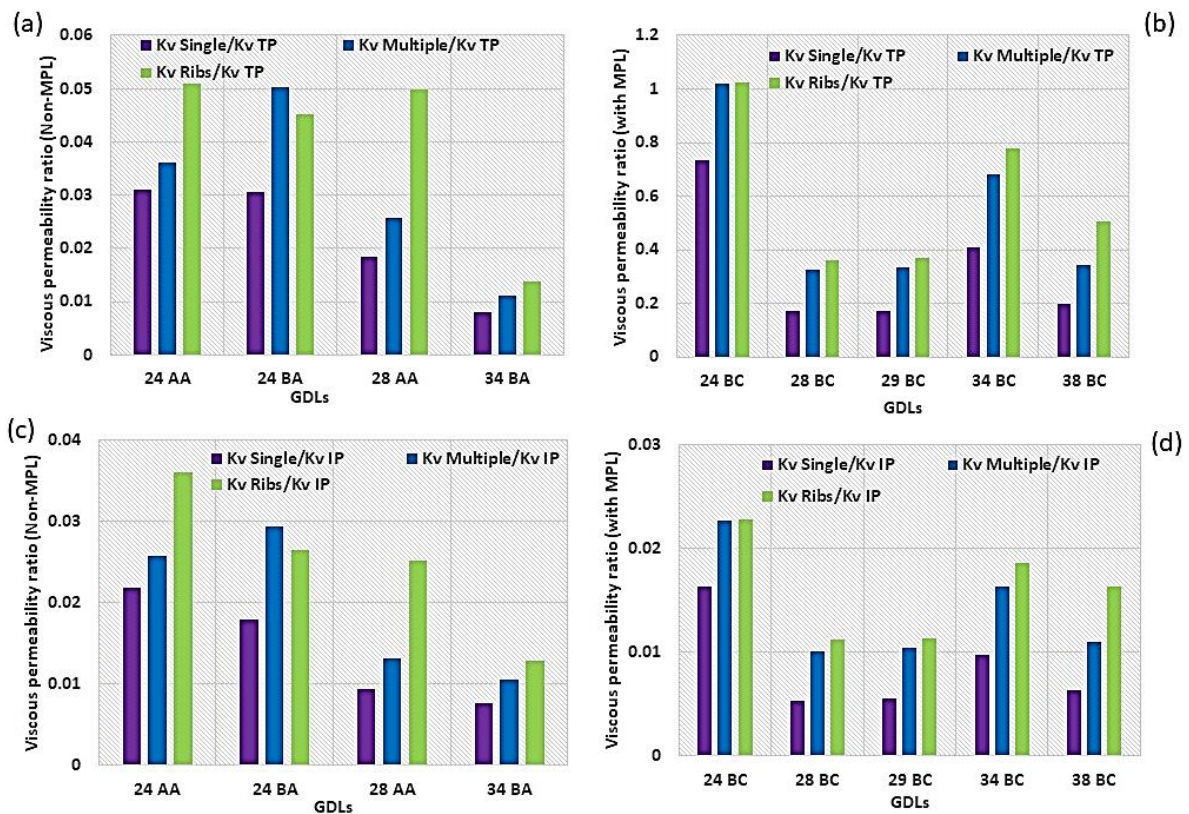 (a)
Viscous permeability ratio (Non-MPL)
0.06
0.05
0.04
0.03
0.02
0.01
0
Kv Single/Kv TP
Kv Multiple/Kv TP
Kv Ribs/Kv TP
24 AA
24 BA
28 AA
34 BA
GDLs
(b)
Viscous permeability ratio (with MPL)
1.2
1
0.8
0.6
0.4
0.2
0
Kv Single/Kv TP
Kv Multiple/Kv TP
Kv Ribs/Kv TP
24 BC
28 BC
29 BC
34 BC
38 BC
GDLs
(c)
Viscous permeability ratio (Non-MPL)
0.04
0.03
0.02
0.01
0
Kv Single/Kv IP
Kv Multiple/Kv IP
Kv Ribs/Kv IP
24 AA
24 BA
28 AA
34 BA
GDLs
(d)
Viscous permeability ratio (with MPL)
0.03
0.02
0.01
0
Kv Single/Kv IP
Kv Multiple/Kv IP
Kv Ribs/Kv IP
24 BC
28 BC
29 BC
34 BC
38 BC
GDLs